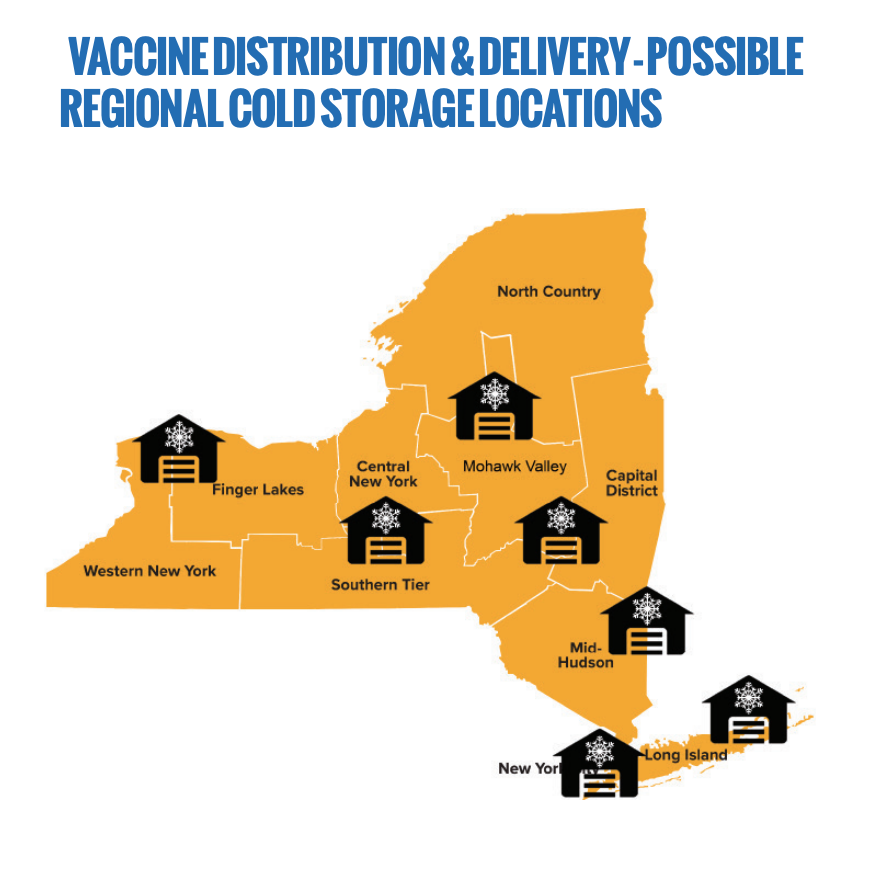 VACCINE DISTRIBUTION & DELIVERY - POSSIBLE
REGIONAL COLD STORAGE LOCATIONS
North Country
Central
New York
Mohawk Valley
Capital
District
Finger Lakes
Western New York
Southern Tier
Mid-
Hudson
Long Island
New